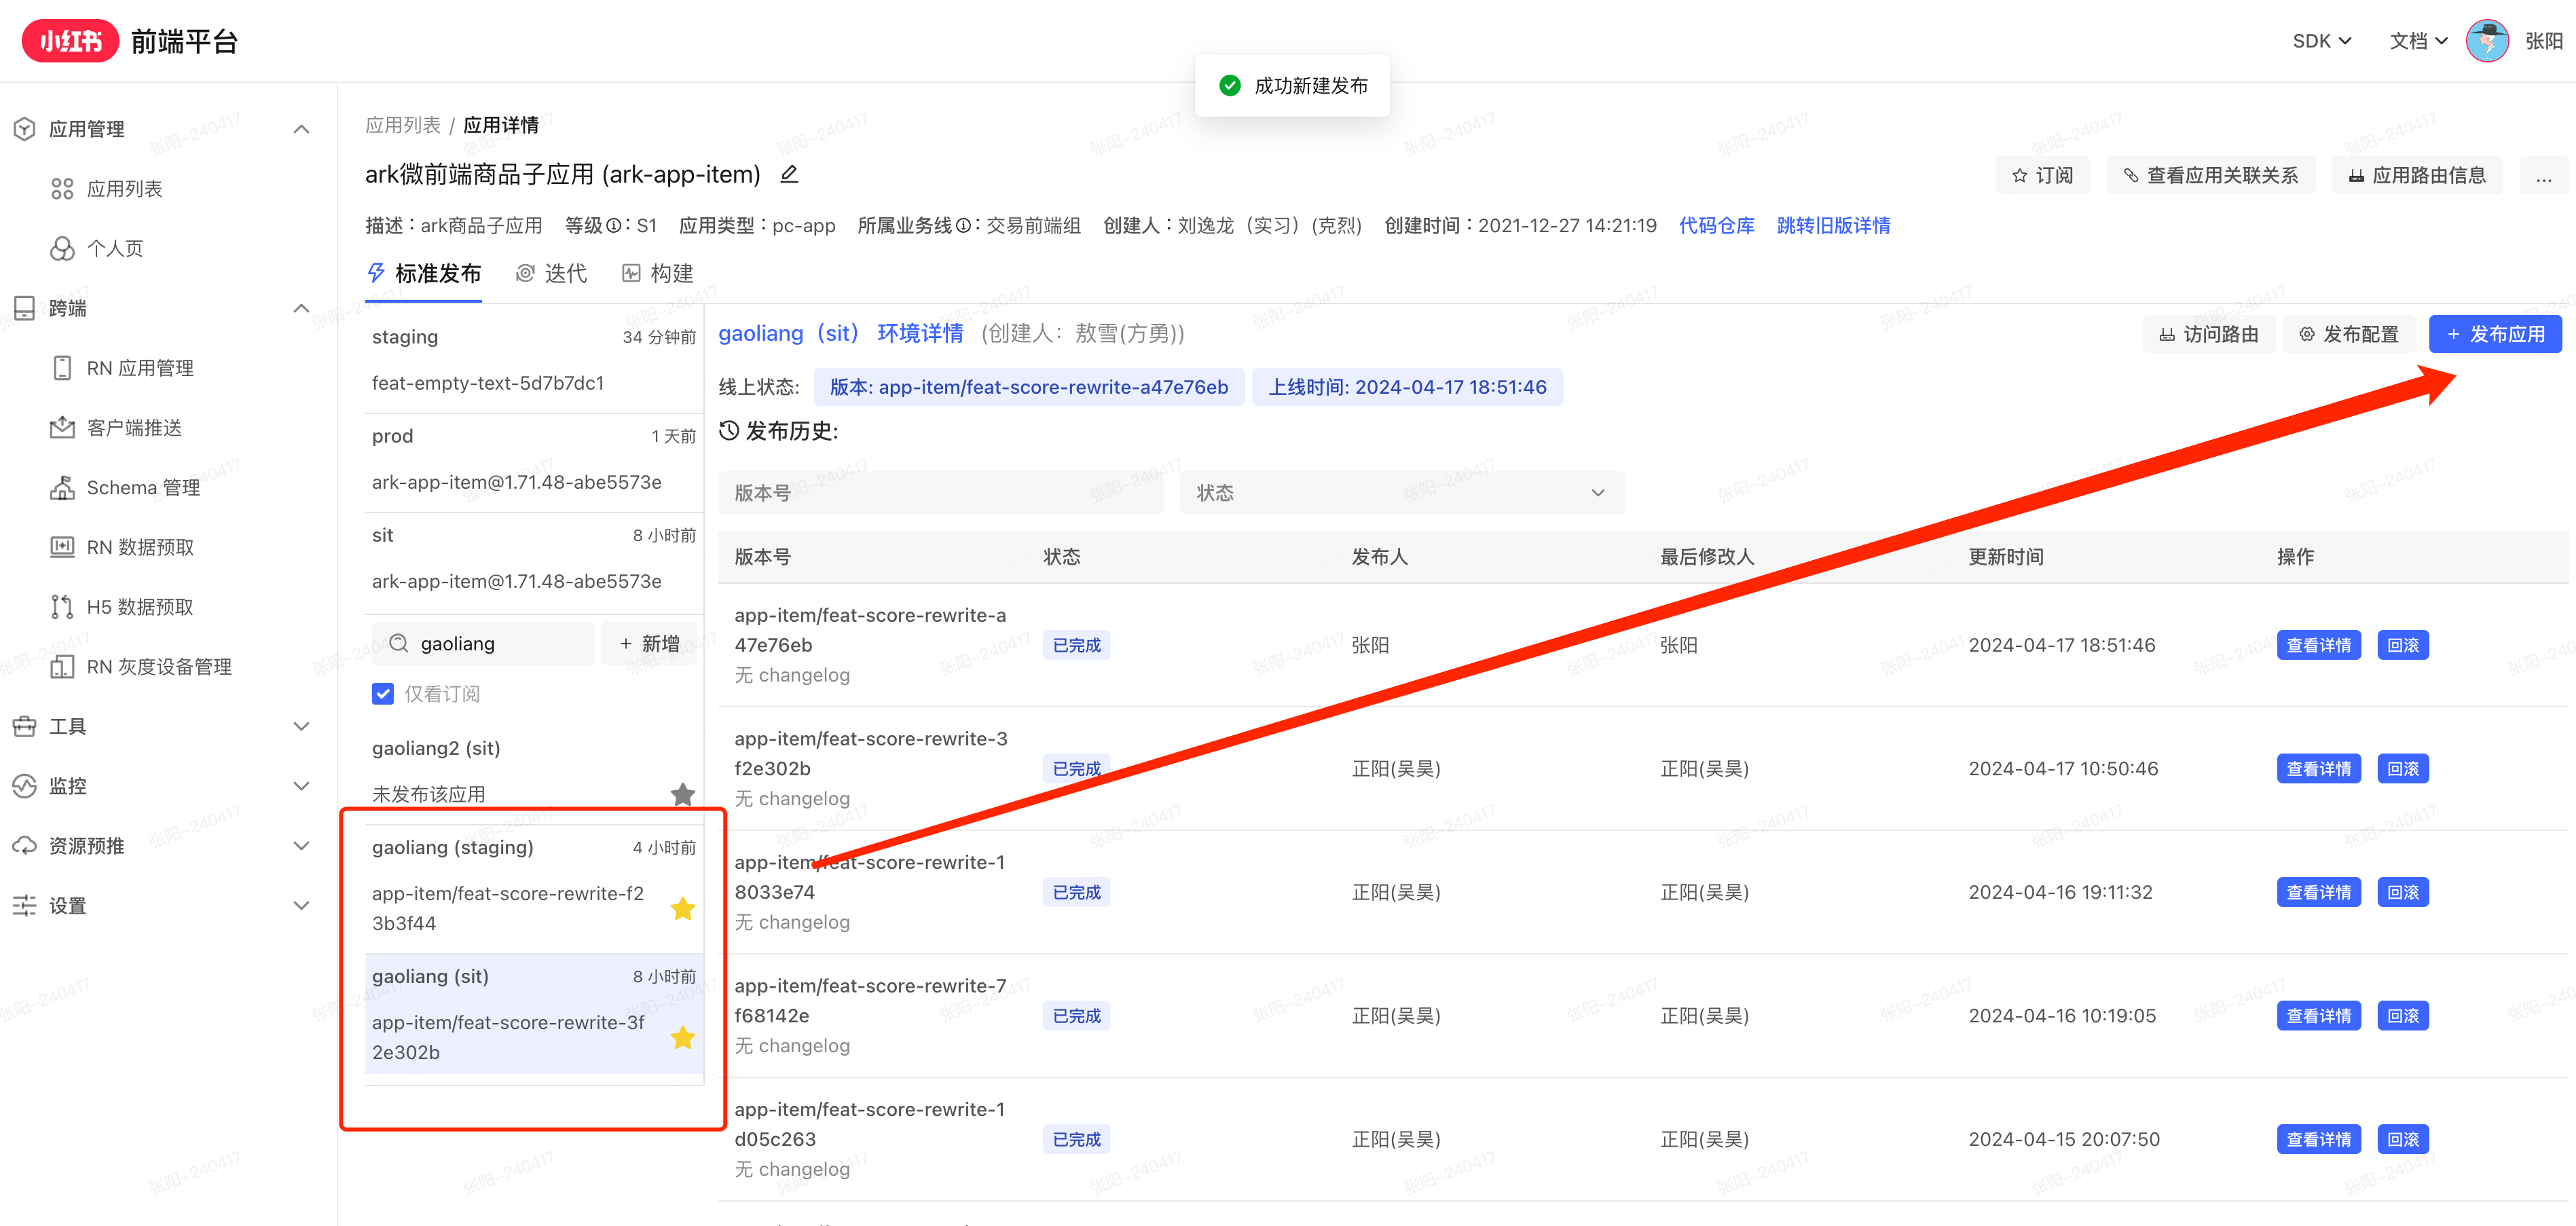 小红书 前端平台
SDK
文档
张阳
成功新建发布
应用管理
应用列表
个人页
跨端
RN 应用管理
客户端推送
Schema 管理
RN 数据预取
H5 数据预取
RN 灰度设备管理
工具
监控
资源预推
设置
应用列表 / 应用详情
ark微前端商品子应用 (ark-app-item)
订阅
查看应用关联关系
应用路由信息
...
描述：ark商品子应用 等级：S1 应用类型：pc-app 所属业务线：交易前端组 创建人：刘逸龙（实习）(克烈) 创建时间：2021-12-27 14:21:19 代码仓库 跳转旧版详情
标准发布 迭代 构建
staging 34 分钟前
feat-empty-text-5d7b7dc1
prod 1 天前
ark-app-item@1.71.48-abe5573e
sit 8 小时前
ark-app-item@1.71.48-abe5573e
gaoliang
+ 新增
仅看订阅
gaoliang2 (sit)
未发布该应用
gaoliang (staging) 4 小时前
app-item/feat-score-rewrite-f2
3b3f44
gaoliang (sit) 8 小时前
app-item/feat-score-rewrite-3f
2e302b
gaoliang（sit） 环境详情 (创建人: 敖雪(方勇))
访问路由
发布配置
+ 发布应用
线上状态: 版本: app-item/feat-score-rewrite-a47e76eb 上线时间: 2024-04-17 18:51:46
发布历史:
版本号
状态
版本号 状态 发布人 最后修改人 更新时间 操作
app-item/feat-score-rewrite-a
47e76eb
无 changelog
已完成 张阳 张阳 2024-04-17 18:51:46 查看详情 回滚
app-item/feat-score-rewrite-3
f2e302b
无 changelog
已完成 正阳(吴昊) 正阳(吴昊) 2024-04-17 10:50:46 查看详情 回滚
app-item/feat-score-rewrite-1
8033e74
无 changelog
已完成 正阳(吴昊) 正阳(吴昊) 2024-04-16 19:11:32 查看详情 回滚
app-item/feat-score-rewrite-7
f68142e
无 changelog
已完成 正阳(吴昊) 正阳(吴昊) 2024-04-16 10:19:05 查看详情 回滚
app-item/feat-score-rewrite-1
d05c263
无 changelog
已完成 正阳(吴昊) 正阳(吴昊) 2024-04-15 20:07:50 查看详情 回滚
张阳-240417